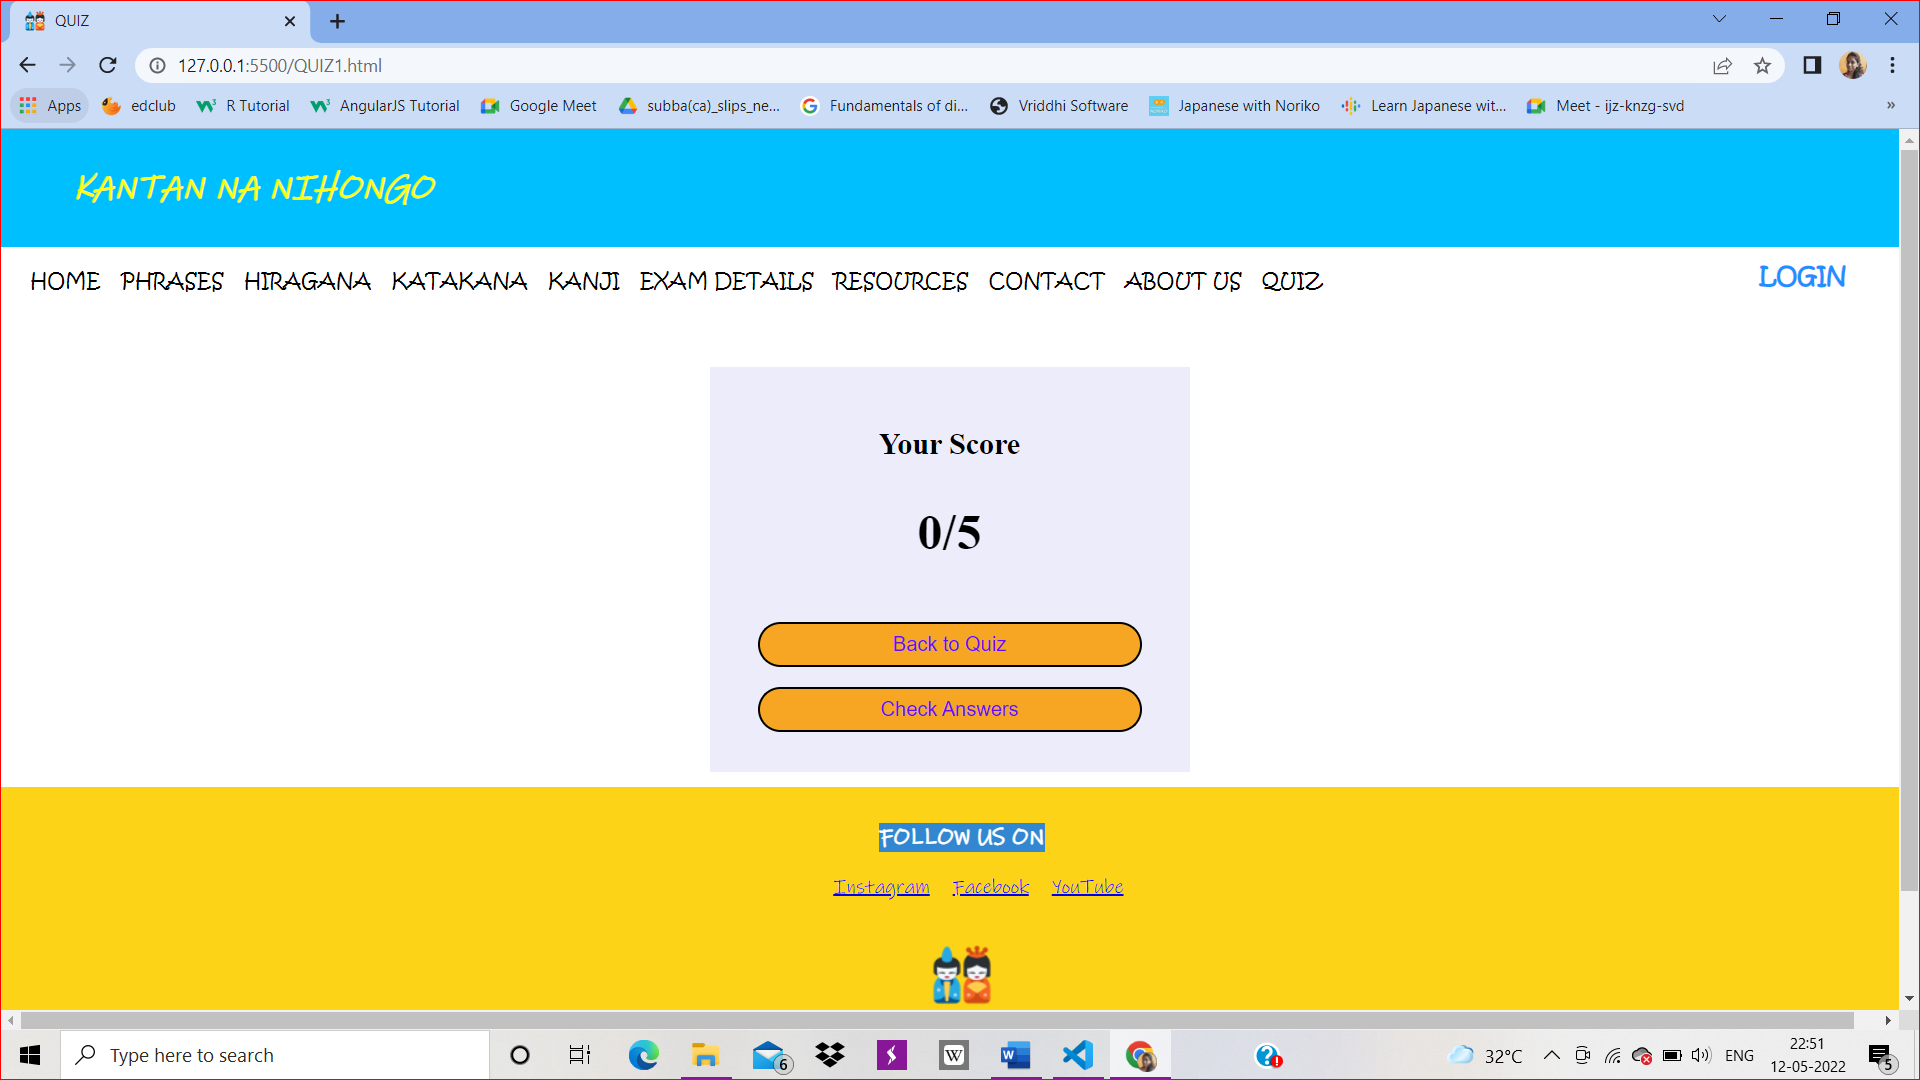 QUIZ
127.0.0.1:5500/QUIZ1.html
Apps edclub R Tutorial AngularJS Tutorial Google Meet subba(ca)_slips_ne... Fundamentals of di... Vriddhi Software Japanese with Noriko Learn Japanese wit... Meet - ijz-knzg-svd »
KANTAN NA NIHONGO
HOME PHRASES HIRAGANA KATAKANA KANJI EXAM DETAILS RESOURCES CONTACT ABOUT US QUIZ LOGIN
Your Score
0/5
Back to Quiz
Check Answers
FOLLOW US ON
Instagram Facebook YouTube
Type here to search 6 32°C ENG 22:51
12-05-2022 5